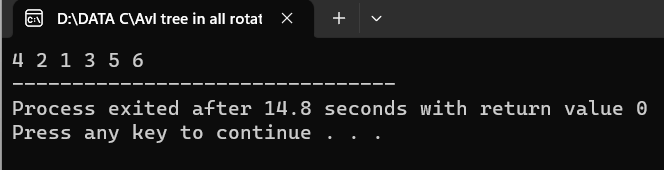 D:\DATA C\Avl tree in all rotat
4 2 1 3 5 6
--------------------------------
Process exited after 14.8 seconds with return value 0
Press any key to continue . . .